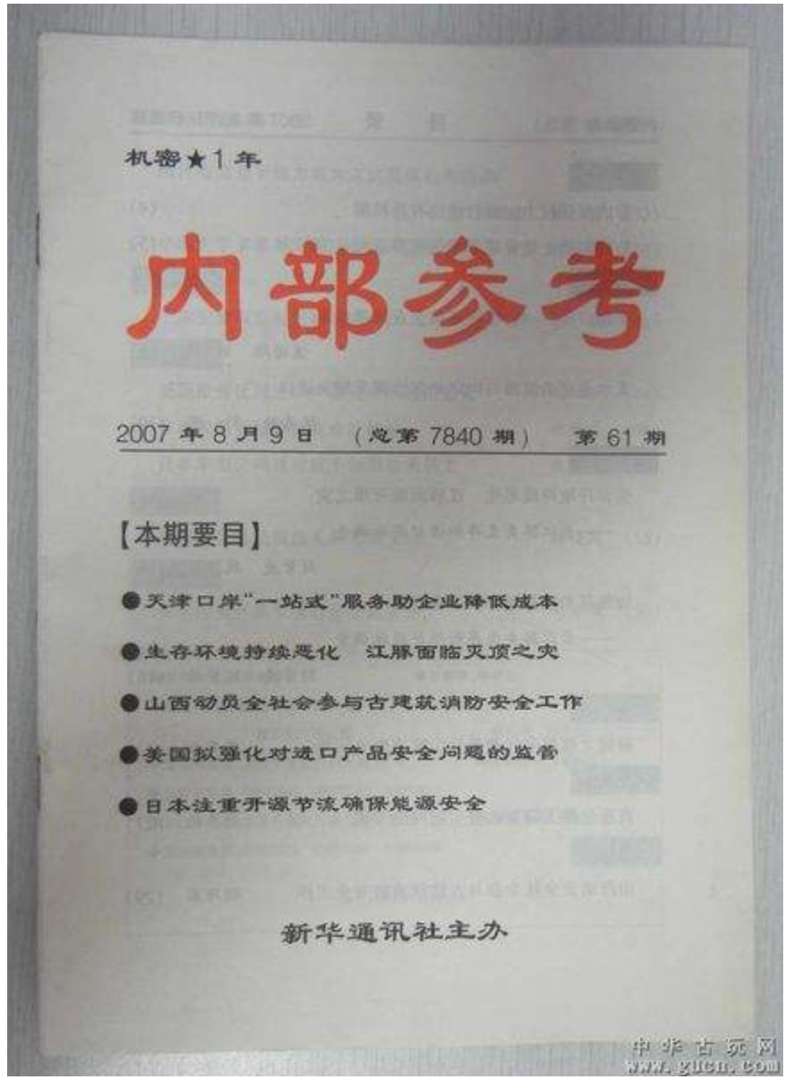 机密★1年
内部参考
2007年8月9日 (总第7840期) 第61期
【本期要目】
●天津口岸“一站式”服务助企业降低成本
●生存环境持续恶化 江豚面临灭顶之灾
●山西动员全社会参与古建筑消防安全工作
●美国拟强化对进口产品安全问题的监管
●日本注重开源节流确保能源安全
新华通讯社主办
中华古玩网
www.gucn.com